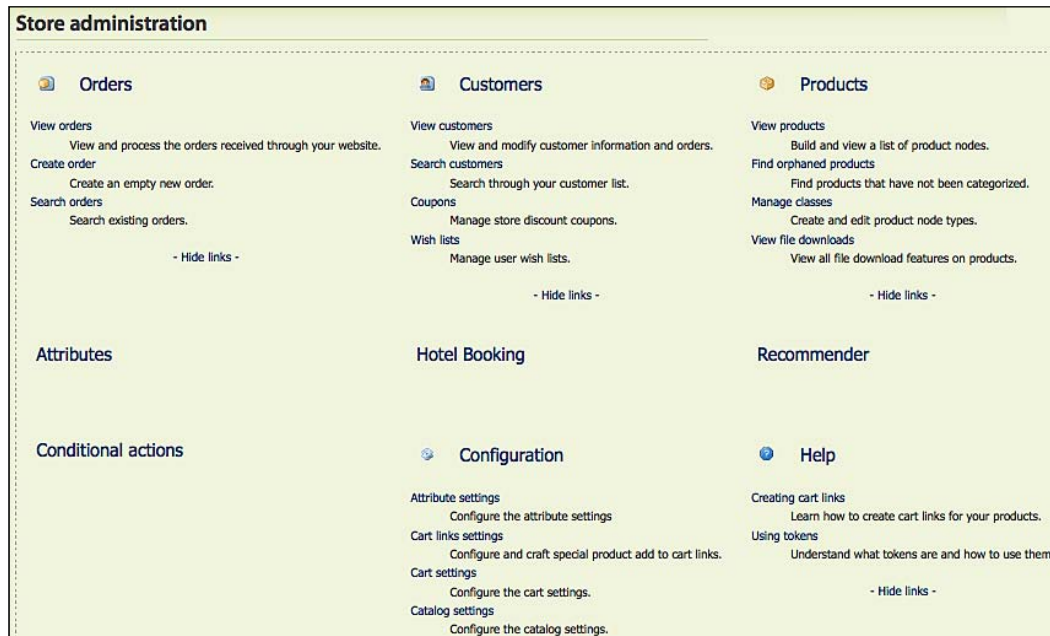 Store administration
Orders
View orders
View and process the orders received through your website.
Create order
Create an empty new order.
Search orders
Search existing orders.
- Hide links -
Customers
View customers
View and modify customer information and orders.
Search customers
Search through your customer list.
Coupons
Manage store discount coupons.
Wish lists
Manage user wish lists.
- Hide links -
Products
View products
Build and view a list of product nodes.
Find orphaned products
Find products that have not been categorized.
Manage classes
Create and edit product node types.
View file downloads
View all file download features on products.
- Hide links -
Attributes
Hotel Booking
Recommender
Conditional actions
Configuration
Attribute settings
Configure the attribute settings
Cart links settings
Configure and craft special product add to cart links.
Cart settings
Configure the cart settings.
Catalog settings
Configure the catalog settings.
Help
Creating cart links
Learn how to create cart links for your products.
Using tokens
Understand what tokens are and how to use them
- Hide links -